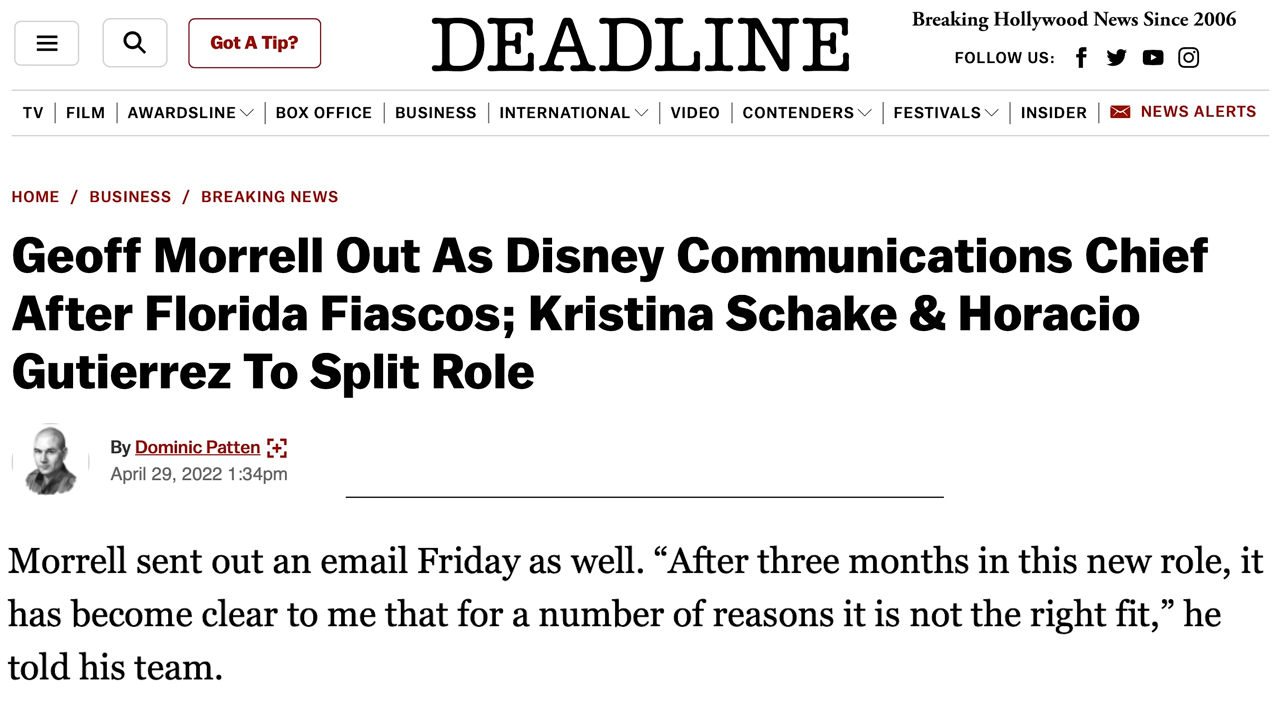 Got A Tip?
DEADLINE
Breaking Hollywood News Since 2006
FOLLOW US:
TV | FILM | AWARDSLINE | BOX OFFICE | BUSINESS | INTERNATIONAL | VIDEO | CONTENDERS | FESTIVALS | INSIDER | NEWS ALERTS
HOME / BUSINESS / BREAKING NEWS
Geoff Morrell Out As Disney Communications Chief
After Florida Fiascos; Kristina Schake & Horacio
Gutierrez To Split Role
By Dominic Patten
April 29, 2022 1:34pm
Morrell sent out an email Friday as well. “After three months in this new role, it
has become clear to me that for a number of reasons it is not the right fit,” he
told his team.